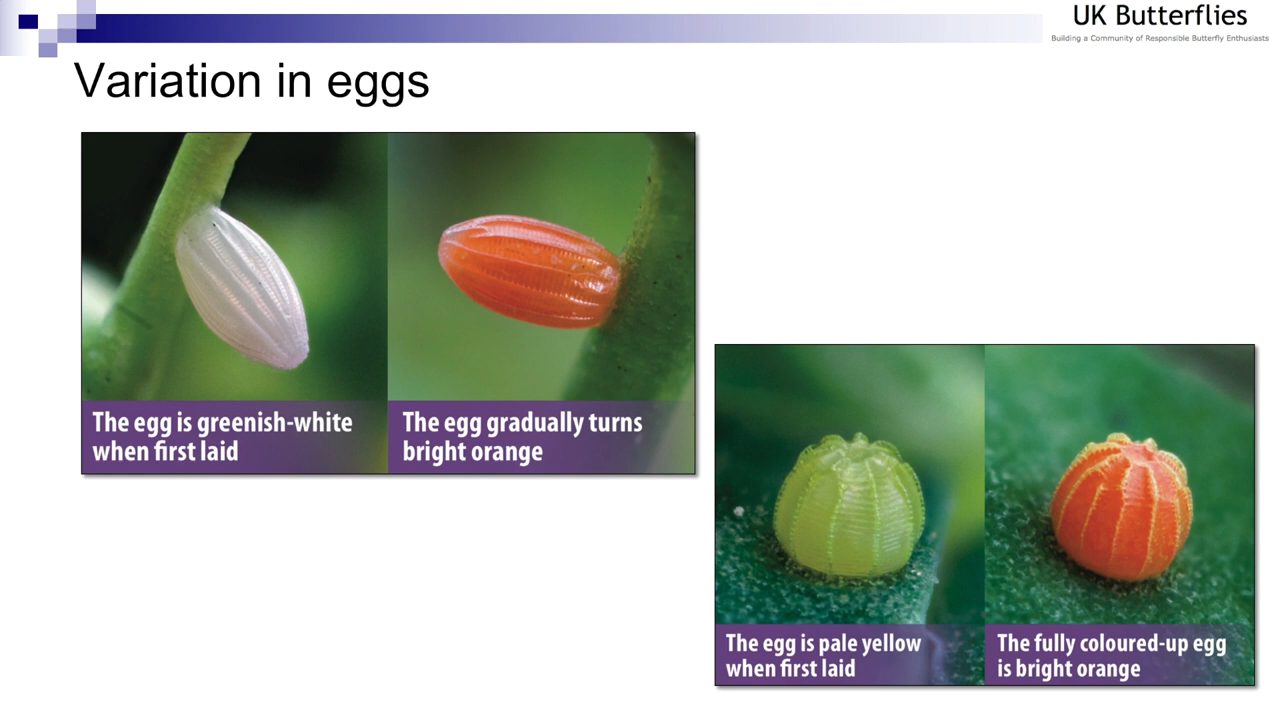 UK Butterflies
Building a Community of Responsible Butterfly Enthusiasts
Variation in eggs
The egg is greenish-white
when first laid
The egg gradually turns
bright orange
The egg is pale yellow
when first laid
The fully coloured-up egg
is bright orange